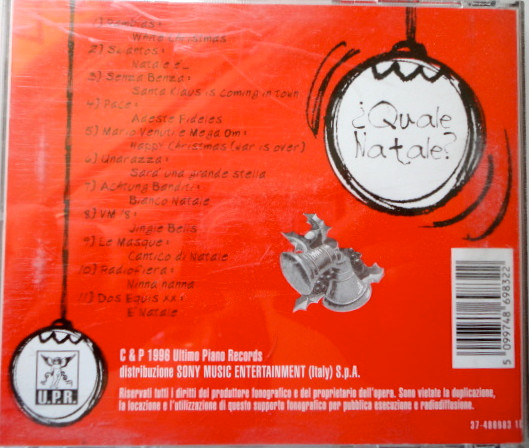 1) Zombies:
White Christmas
2) Suantos:
Natale e...
3) Senza Benza:
Santa Klaus is coming in town
4) Pace:
Adeste Fideles
5) Mario Venuti e Mega Om:
Happy Christmas (war is over)
6) Undrazza:
Sarà una grande stella
7) Achtung Banditi:
Bianco Natale
8) VM 18:
Jingle Bells
9) Le Masque:
Cantico di Natale
10) Radiofiera:
Ninna nanna
11) Dos Equis xx:
E' Natale
¿Quale
Natale?
U.P.R.
C & P 1996 Ultimo Piano Records
distribuzione SONY MUSIC ENTERTAINMENT (Italy) S.p.A.
Riservati tutti i diritti del produttore fonografico e del proprietario dell'opera. Sono vietate la duplicazione,
la locazione e l'utilizzazione di questo supporto fonografico per pubblica esecuzione e radiodiffusione.
5 099748 698322